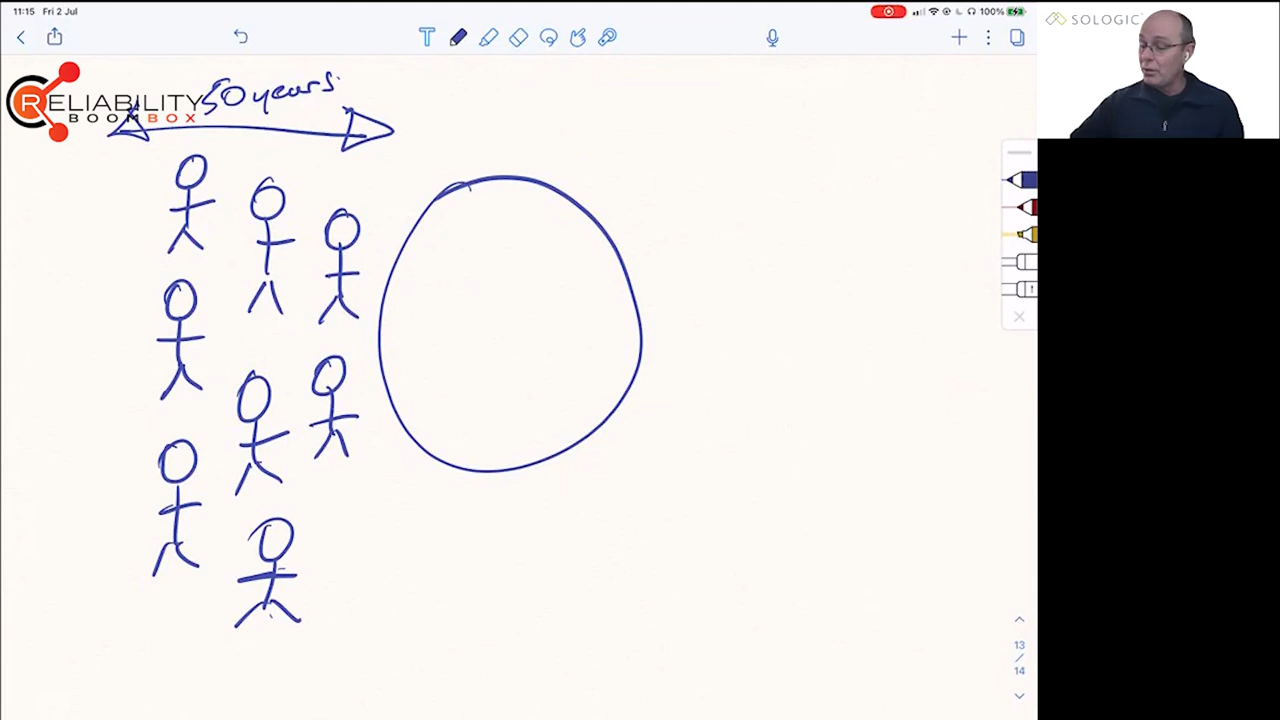 11:15 Fri 2 Jul
100%
SOLOGIC
RELIABILITY
BOOMBOX
50 years
T
13
/
14